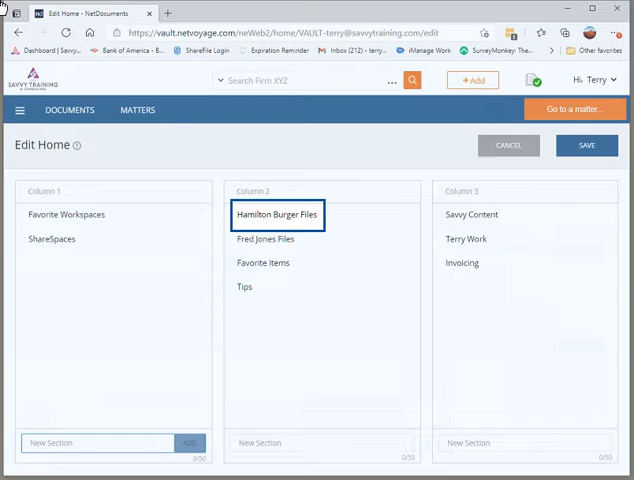 Edit Home - NetDocuments
https://vault.netvoyage.com/neWeb2/home/VAULT-terry@savvytraining.com/edit
Dashboard | Savvy...
Bank of America - B...
ShareFile Login
Expiration Reminder
Inbox (212) - terry...
iManage Work
SurveyMonkey: The...
Other favorites
SAVVY TRAINING
& CONSULTING
Search Firm XYZ
...
+Add
Hi, Terry
DOCUMENTS
MATTERS
Go to a matter...
Edit Home
CANCEL
SAVE
Column 1
Favorite Workspaces
ShareSpaces
New Section
ADD
0/50
Column 2
Hamilton Burger Files
Fred Jones Files
Favorite Items
Tips
New Section
0/50
Column 3
Savvy Content
Terry Work
Invoicing
New Section
0/50